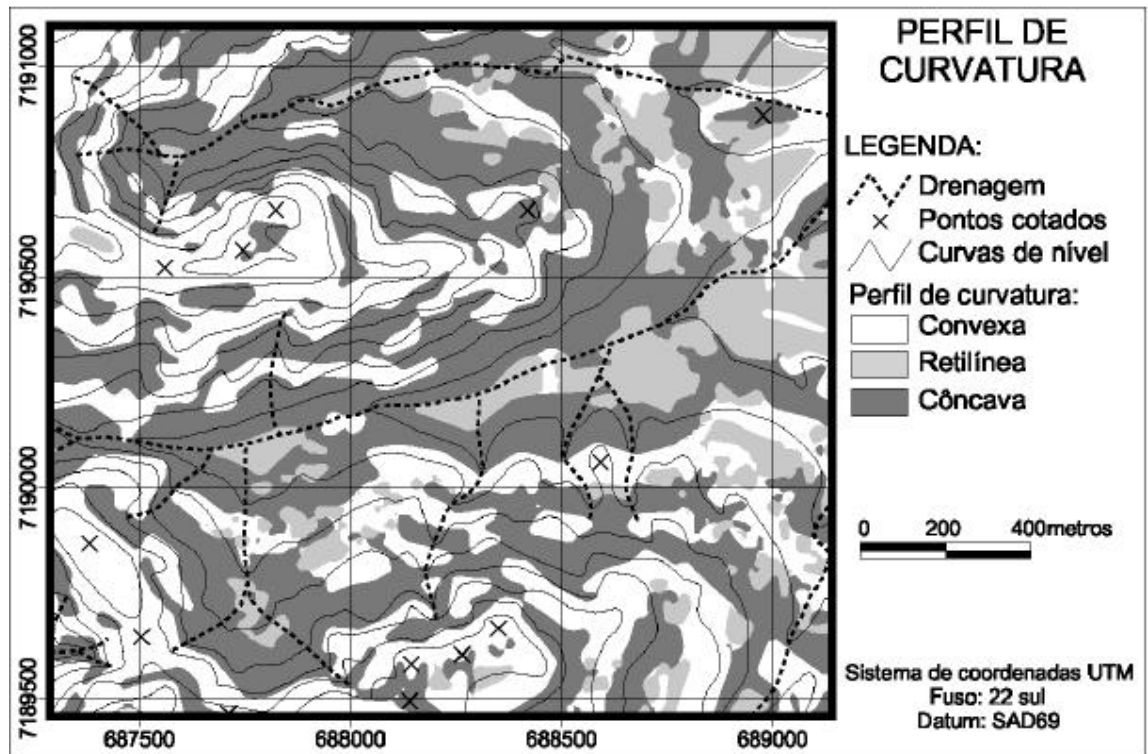 PERFIL DE
CURVATURA
LEGENDA:
Drenagem
Pontos cotados
Curvas de nível
Perfil de curvatura:
Convexa
Retilínea
Côncava
0 200 400metros
Sistema de coordenadas UTM
Fuso: 22 sul
Datum: SAD69
7191000
7190500
7190000
7189500
687500 688000 688500 689000